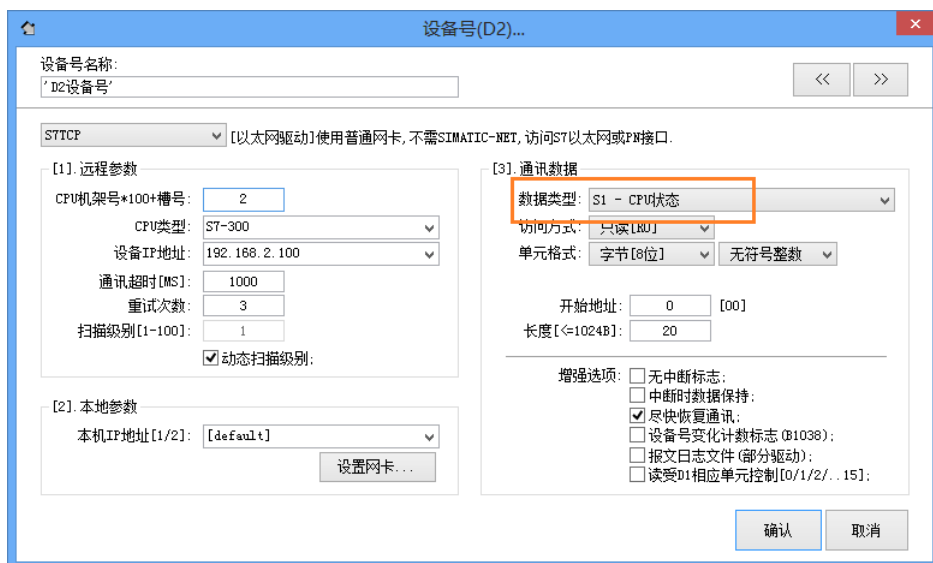 设备号(D2)...
设备号名称:
'D2设备号'
<< >>
S7TCP [以太网驱动]使用普通网卡,不需SIMATIC-NET,访问S7以太网或PN接口.
[1].远程参数
CPU机架号*100+槽号: 2
CPU类型: S7-300
设备IP地址: 192.168.2.100
通讯超时[MS]: 1000
重试次数: 3
扫描级别[1-100]: 1
动态扫描级别;
[2].本地参数
本机IP地址[1/2]: [default]
设置网卡...
[3].通讯数据
数据类型: S1 - CPU状态
访问方式: 只读[RO]
单元格式: 字节[8位] 无符号整数
开始地址: 0 [00]
长度[<=1024B]: 20
增强选项: 无中断标志;
中断时数据保持;
尽快恢复通讯;
设备号变化计数标志(B1038);
报文日志文件(部分驱动);
读受D1相应单元控制[0/1/2/..15];
确认 取消